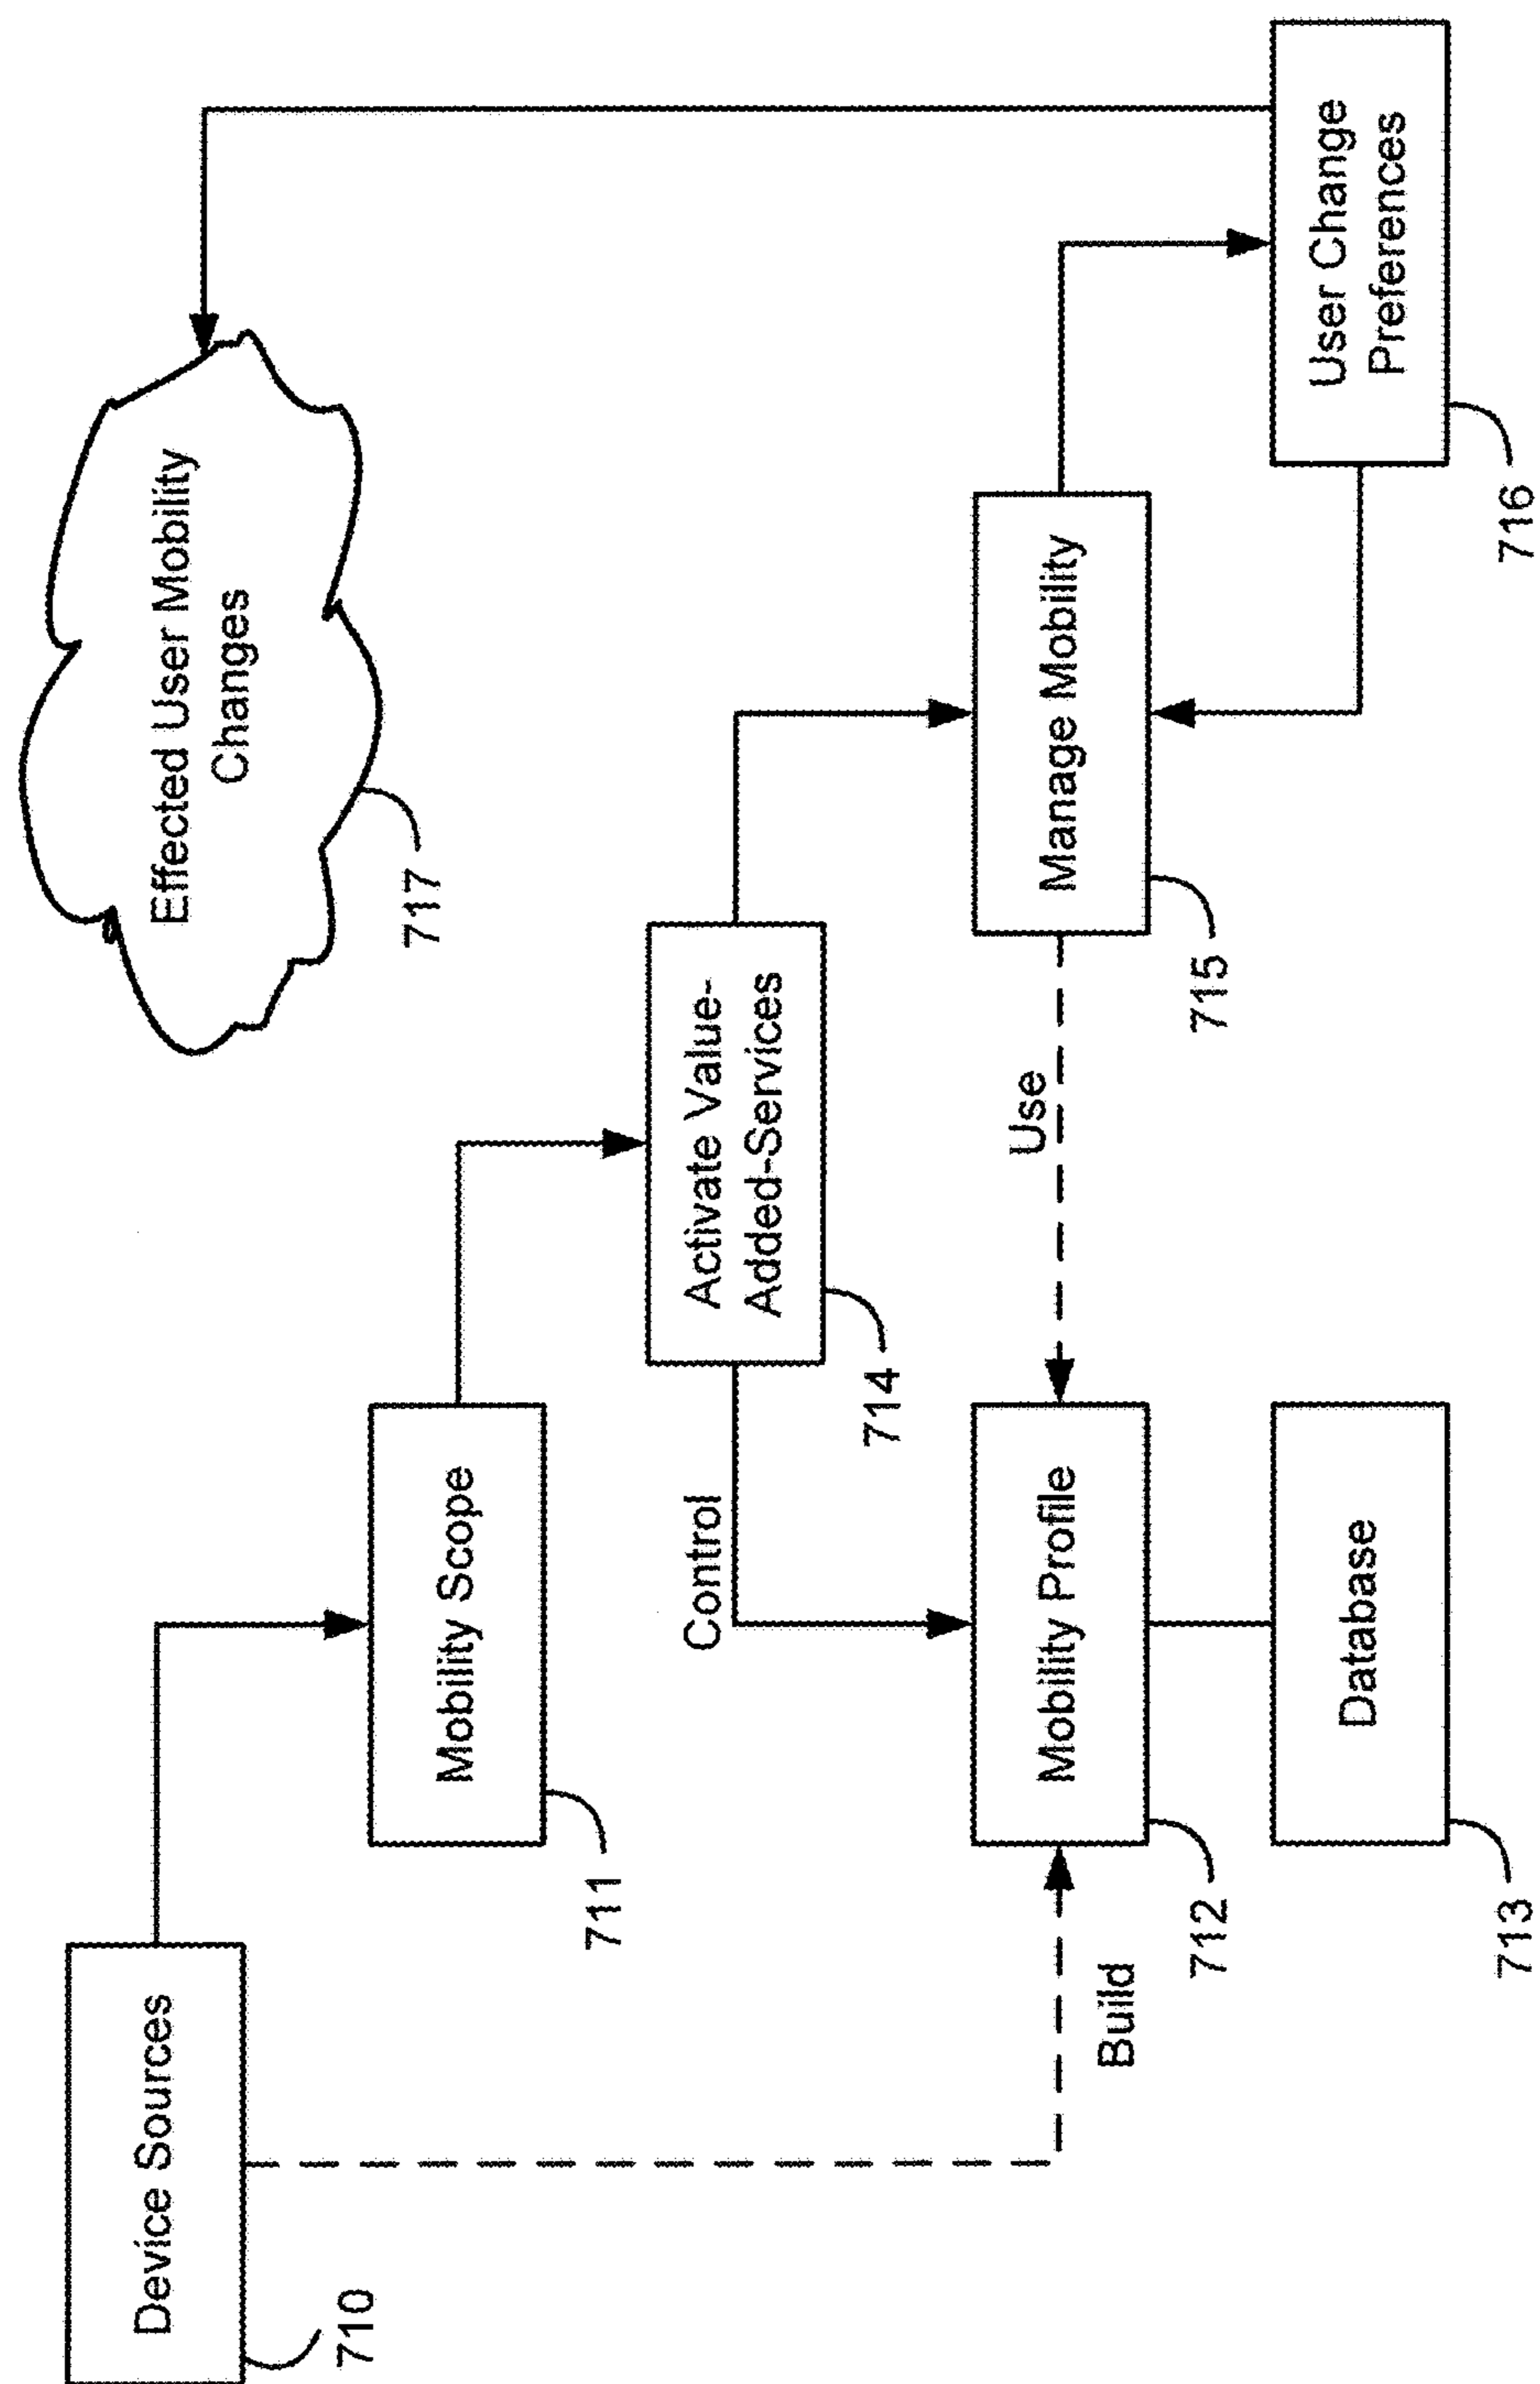 Device Sources
710
Mobility Scope
711
Activate Value-
Added-Services
714
Control
Mobility Profile
712
Build
Use
Database
713
Manage Mobility
715
User Change
Preferences
716
Effected User Mobility
Changes
717